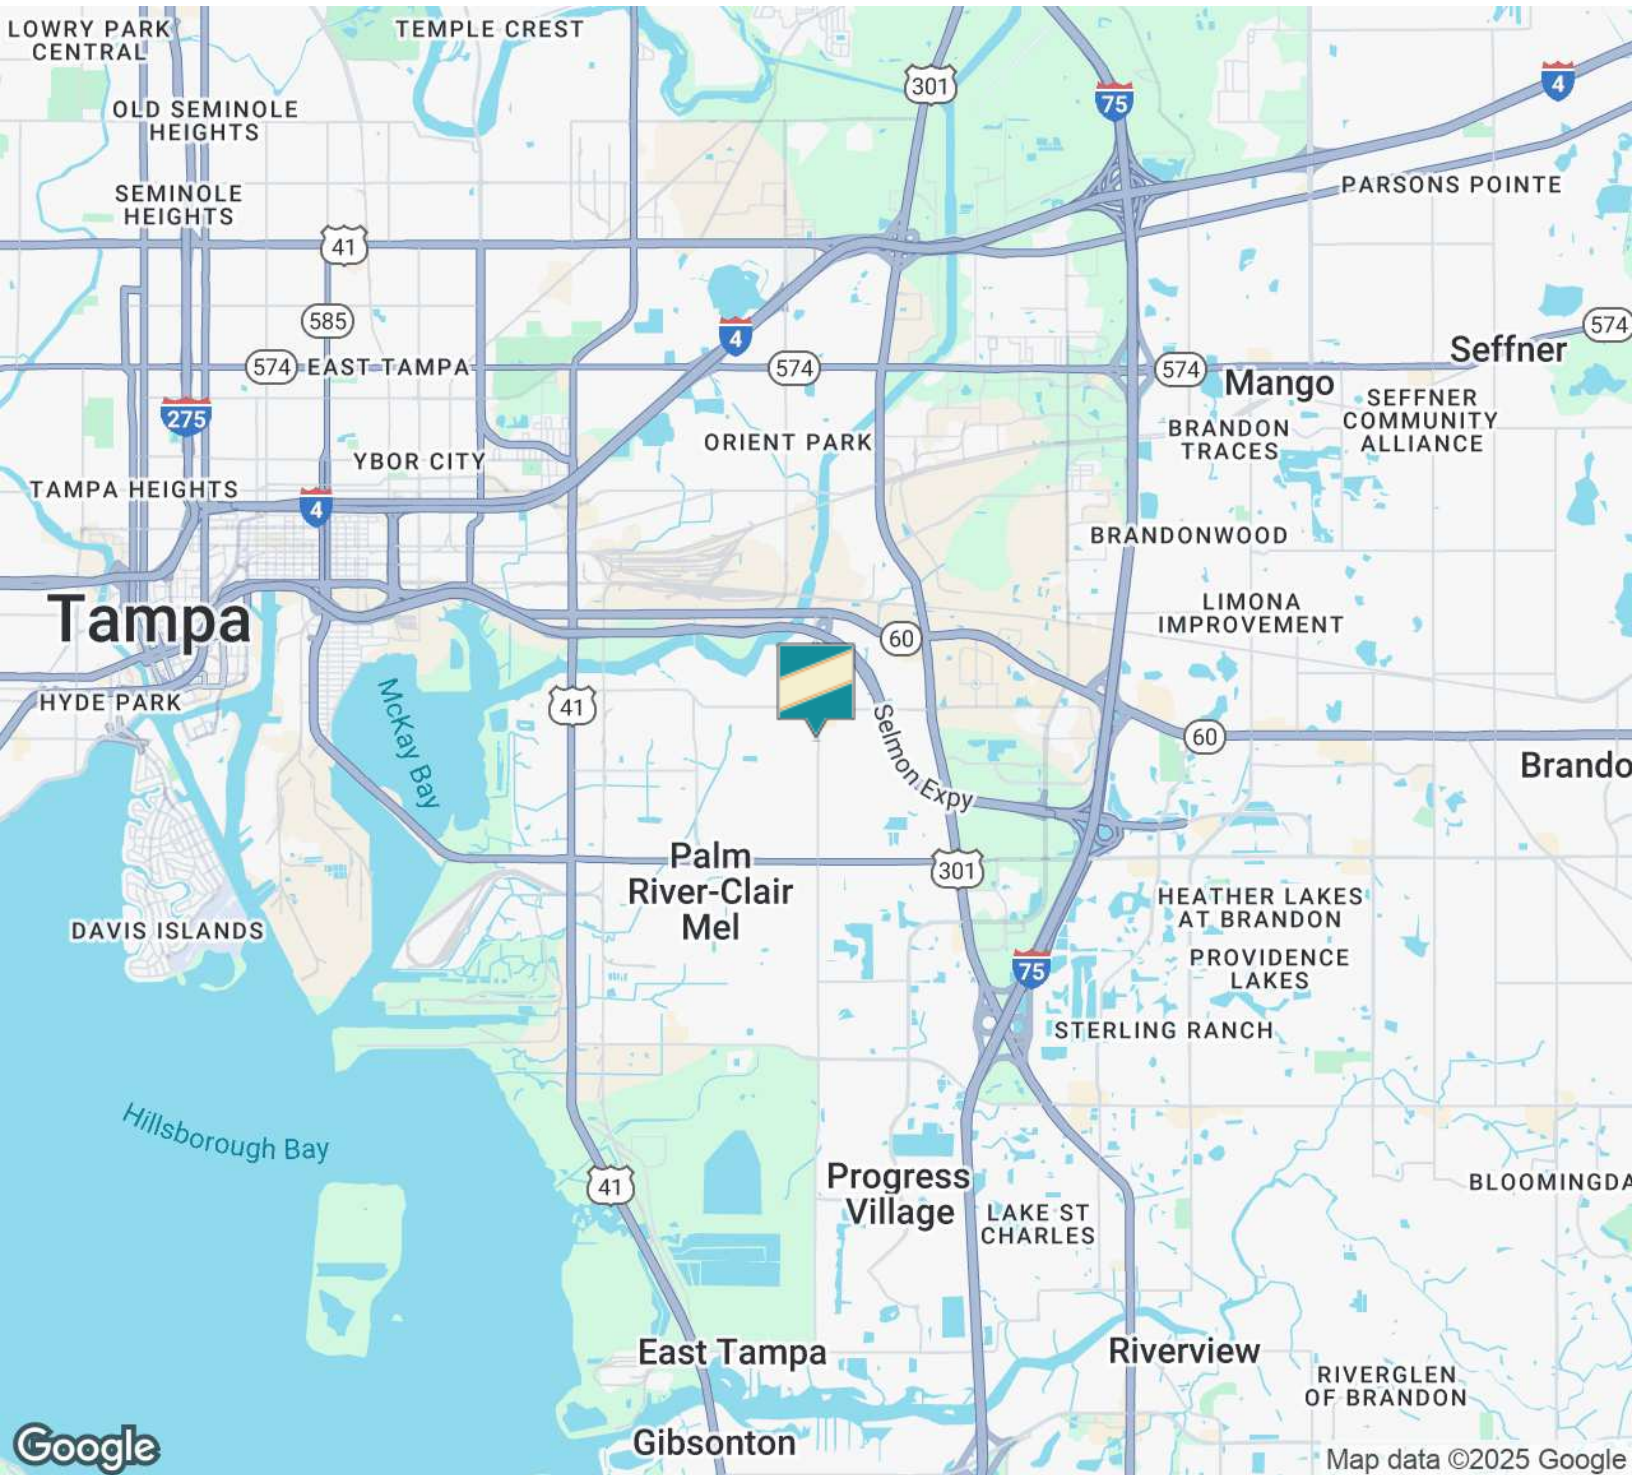 LOWRY PARK
CENTRAL
TEMPLE CREST
301
75
4
OLD SEMINOLE
HEIGHTS
SEMINOLE
HEIGHTS
PARSONS POINTE
41
585
574
EAST TAMPA
4
574
574
574
Seffner
Mango
SEFFNER
COMMUNITY
ALLIANCE
275
BRANDON
TRACES
ORIENT PARK
YBOR CITY
TAMPA HEIGHTS
4
BRANDONWOOD
Tampa
LIMONA
IMPROVEMENT
60
HYDE PARK
McKay Bay
41
Selmon Expy
60
Brando
Palm
River-Clair
Mel
301
HEATHER LAKES
AT BRANDON
DAVIS ISLANDS
PROVIDENCE
LAKES
75
STERLING RANCH
Hillsborough Bay
41
Progress
Village
LAKE ST
CHARLES
BLOOMINGDA
East Tampa
Riverview
RIVERGLEN
OF BRANDON
Gibsonton
Google
Map data ©2025 Google